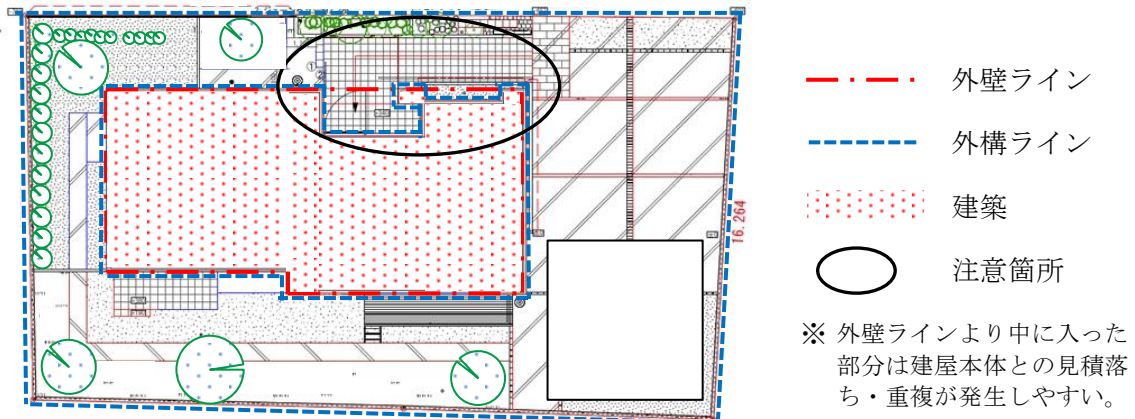 外壁ライン
外構ライン
建築
注意箇所
※ 外壁ラインより中に入った
部分は建屋本体との見積落
ち・重複が発生しやすい。
16.264
①
②